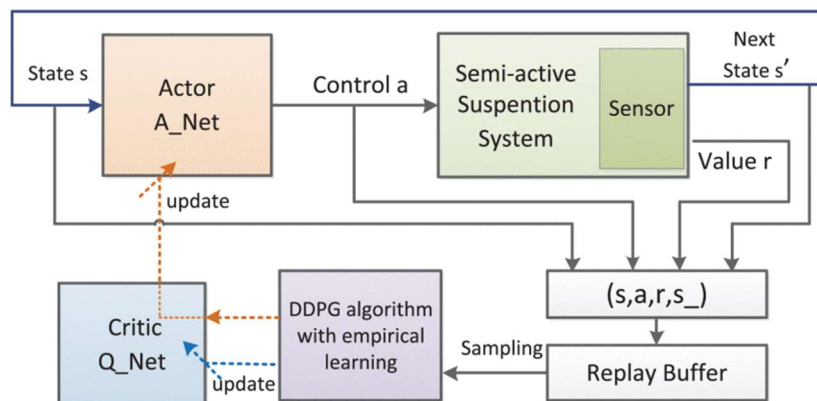 State s
Actor
A_Net
Control a
Semi-active
Suspention
System
Sensor
Next
State s’
Value r
update
(s,a,r,s_)
Critic
Q_Net
DDPG algorithm
with empirical
learning
update
Sampling
Replay Buffer